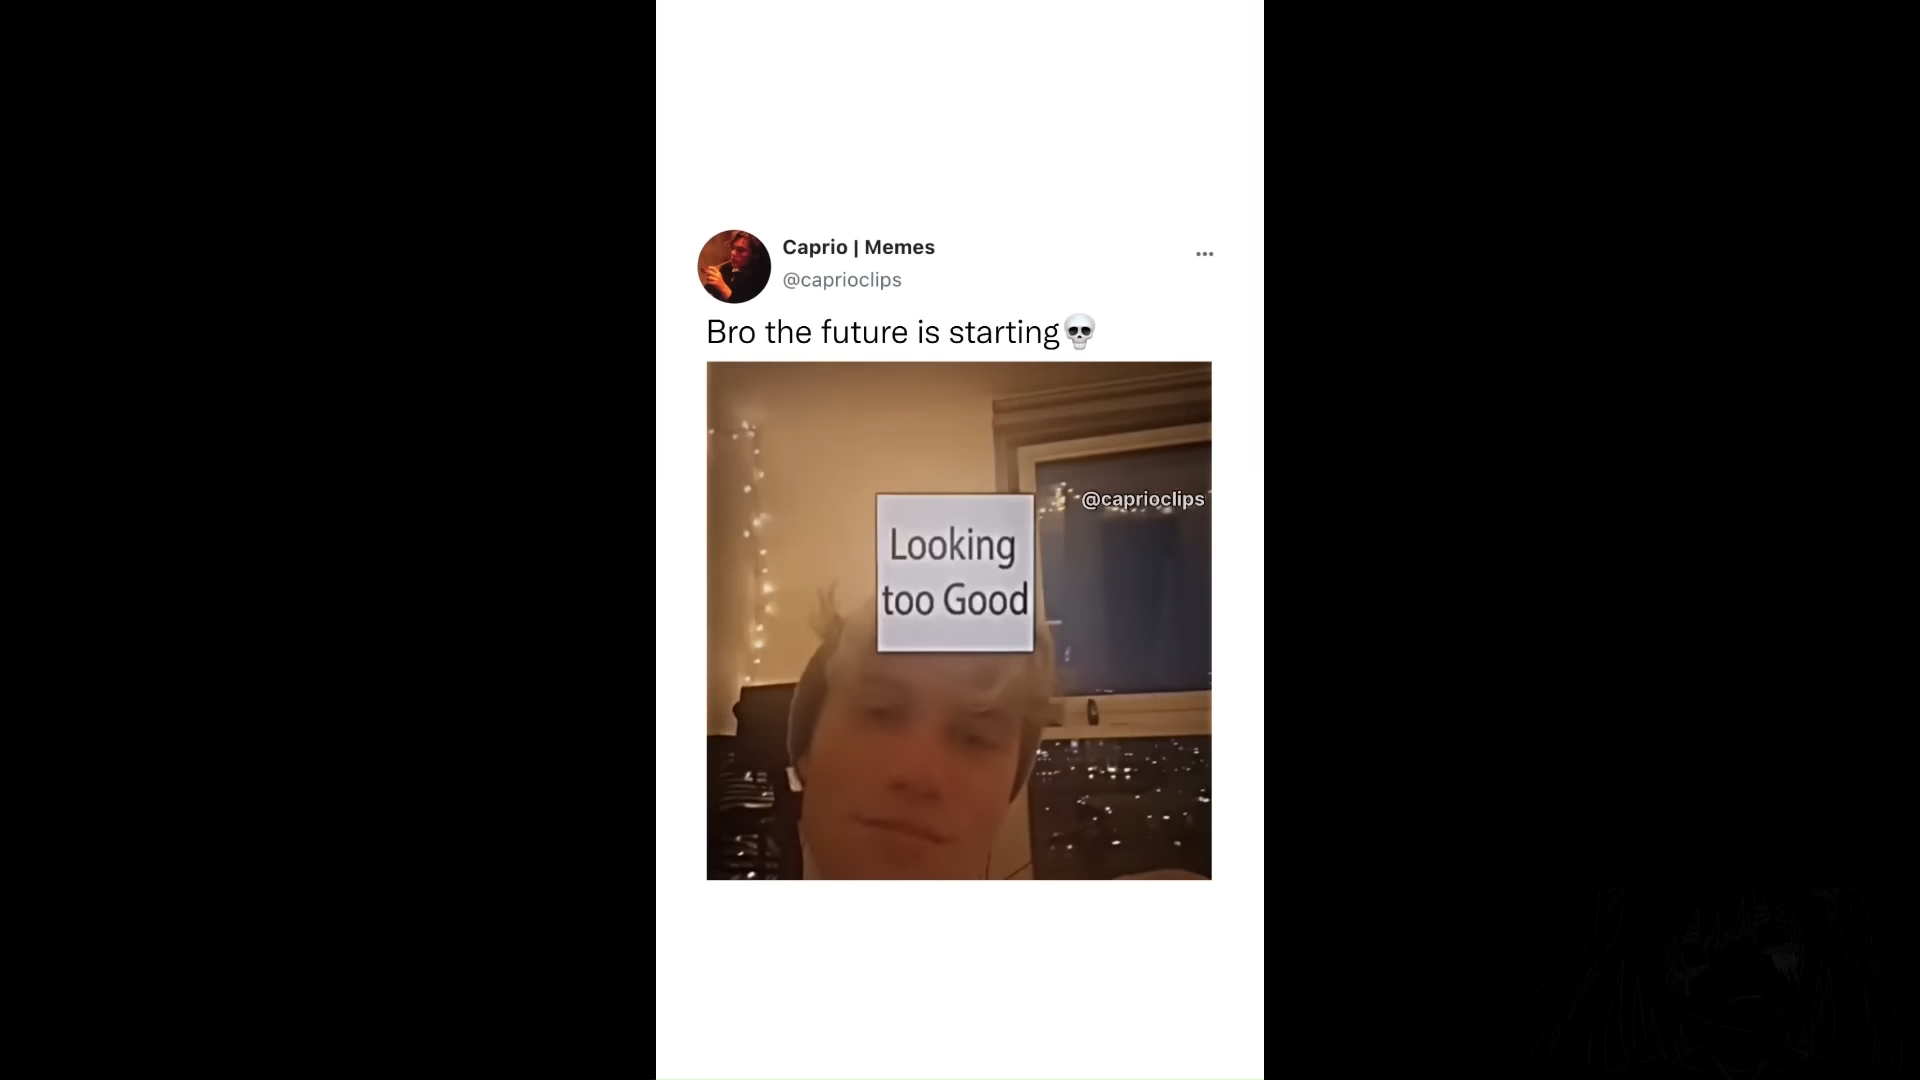 Caprio | Memes
@caprioclips
Bro the future is starting💀
@caprioclips
Looking
too Good